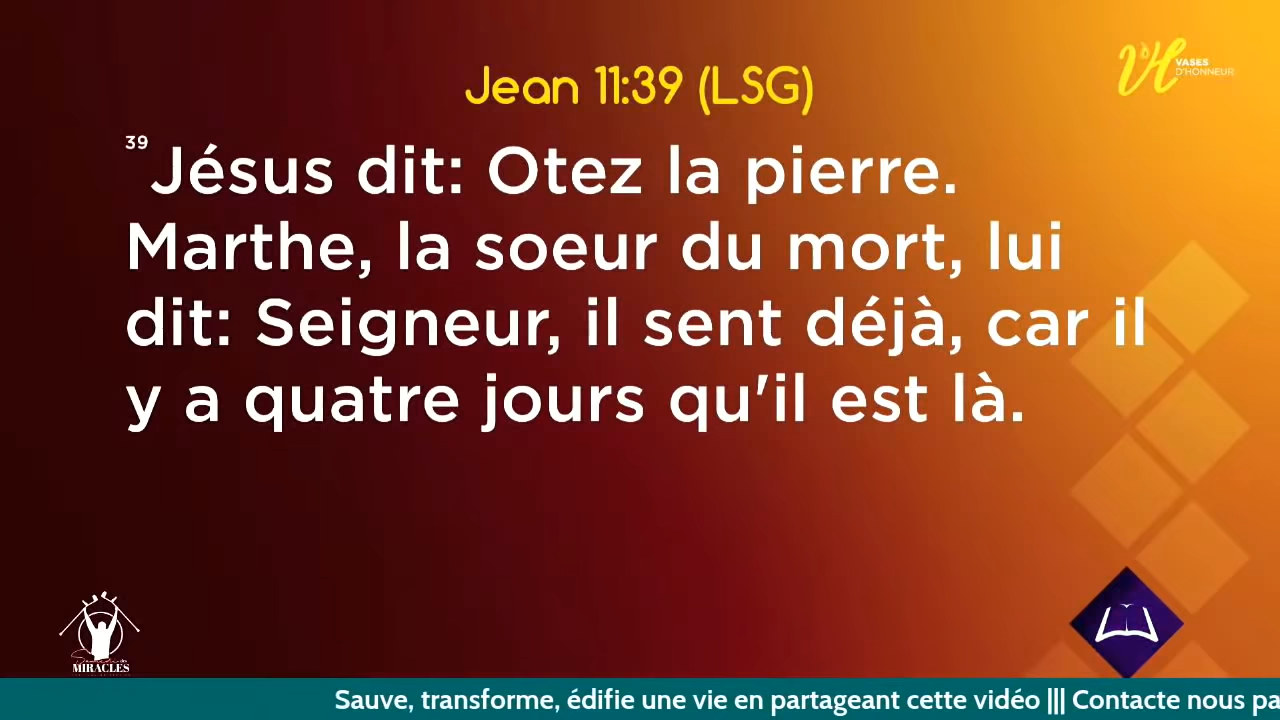 Jean 11:39 (LSG)
VASES
D'HONNEUR
39 Jésus dit: Otez la pierre.
Marthe, la soeur du mort, lui
dit: Seigneur, il sent déjà, car il
y a quatre jours qu'il est là.
MIRACLES
Sauve, transforme, édifie une vie en partageant cette vidéo ||| Contacte nous pa